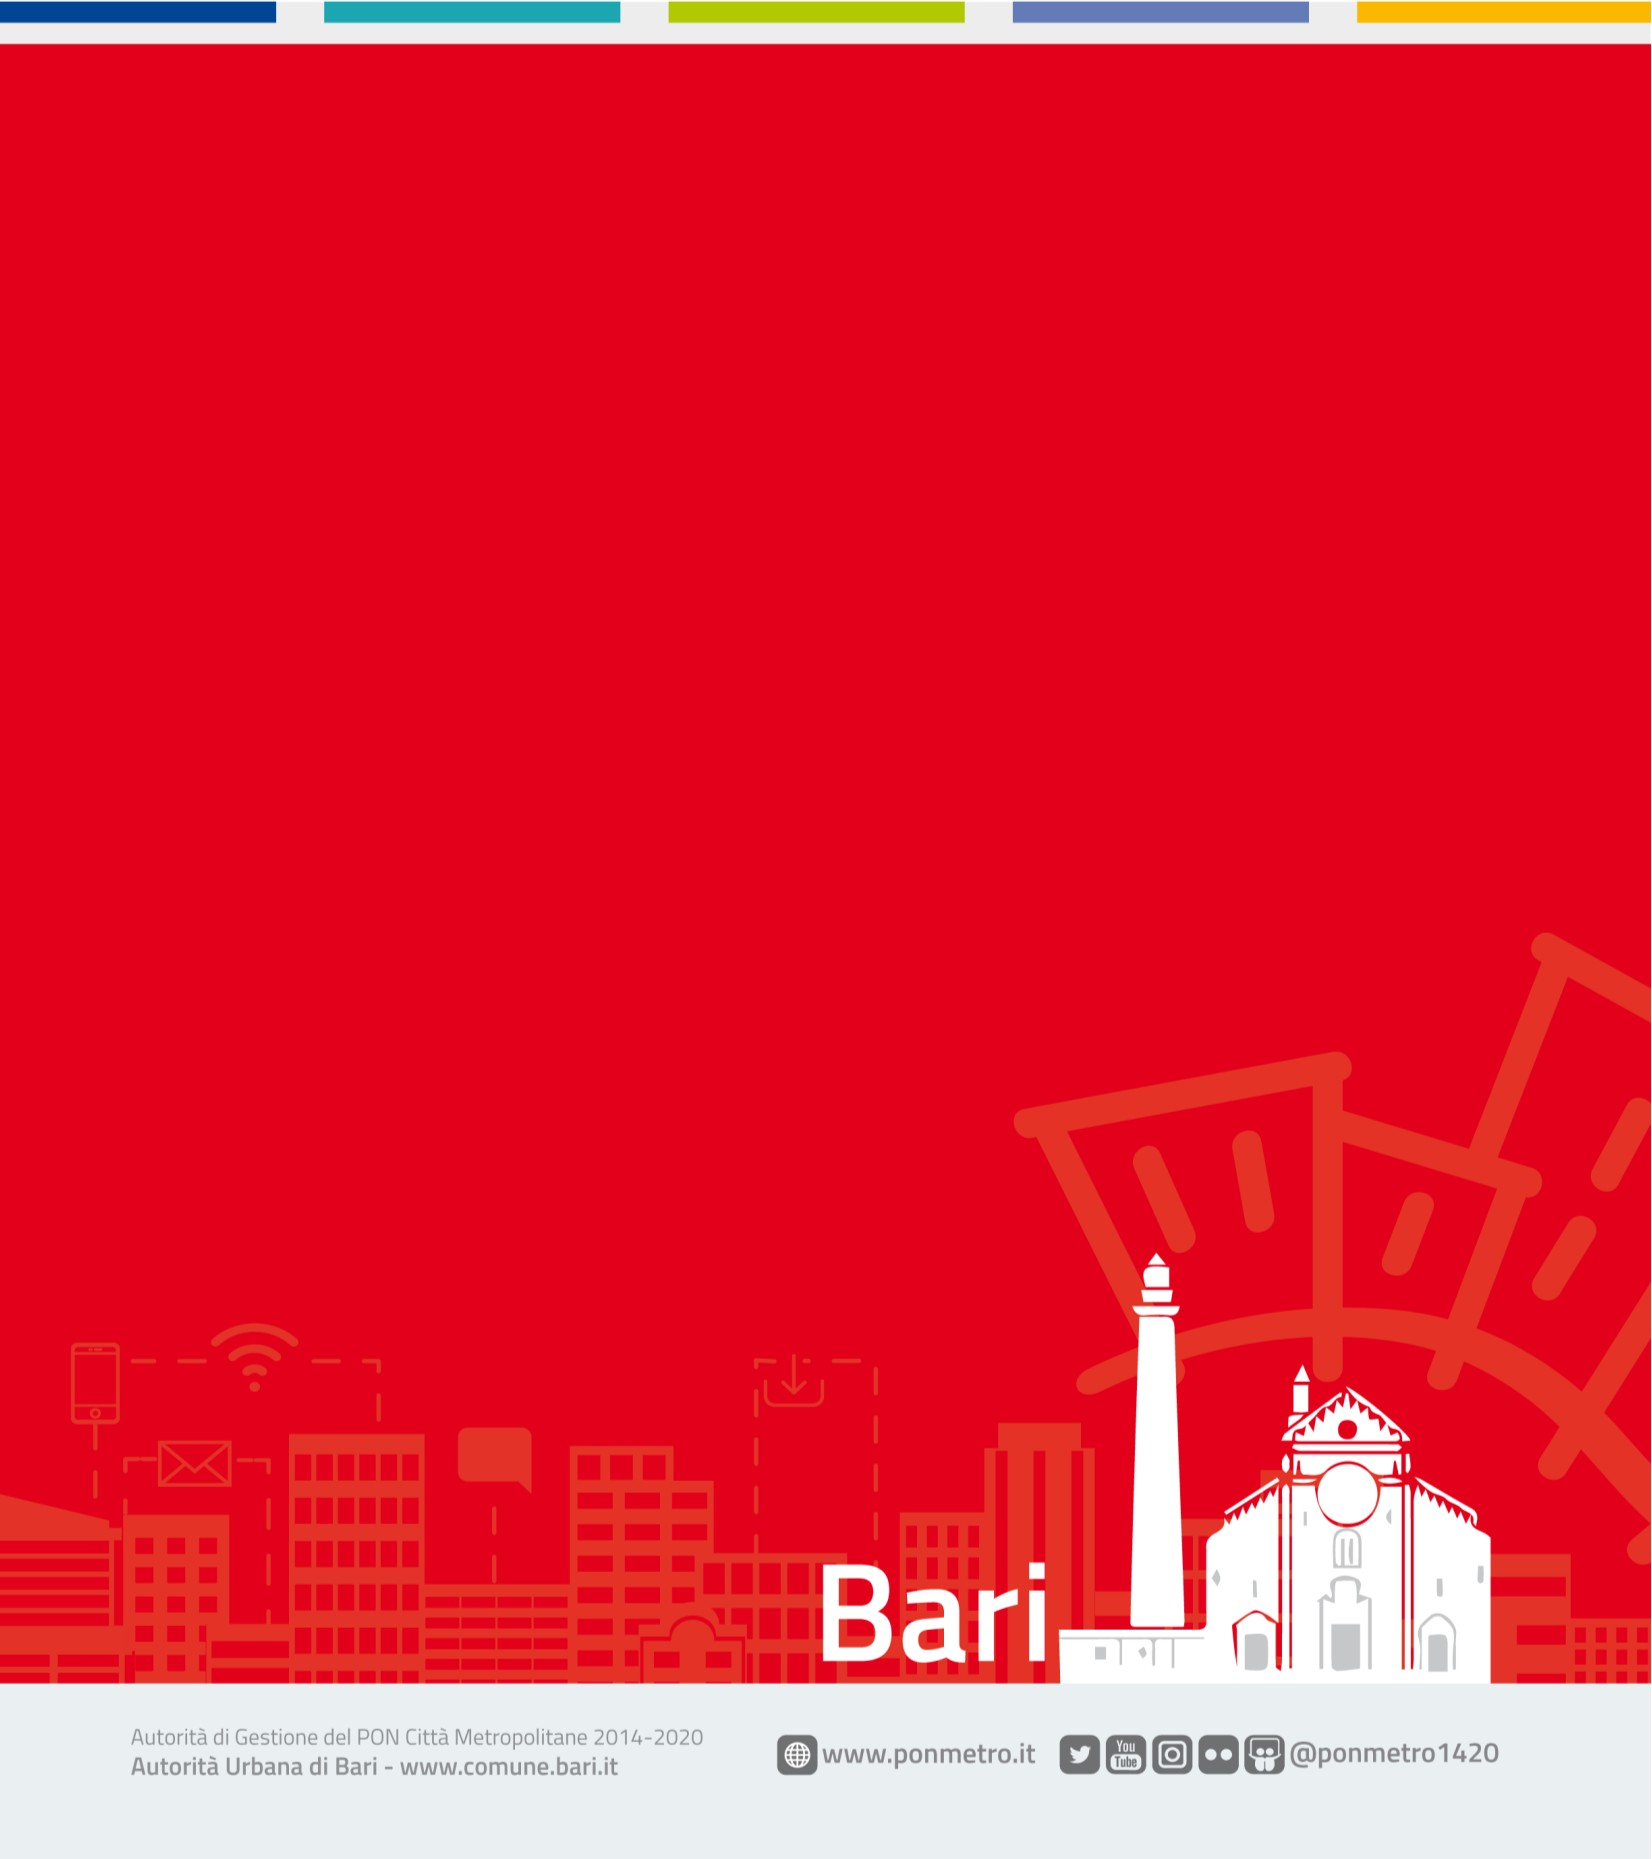 Bari
Autorità di Gestione del PON Città Metropolitane 2014-2020
Autorità Urbana di Bari - www.comune.bari.it
www.ponmetro.it
You
Tube
@ponmetro1420